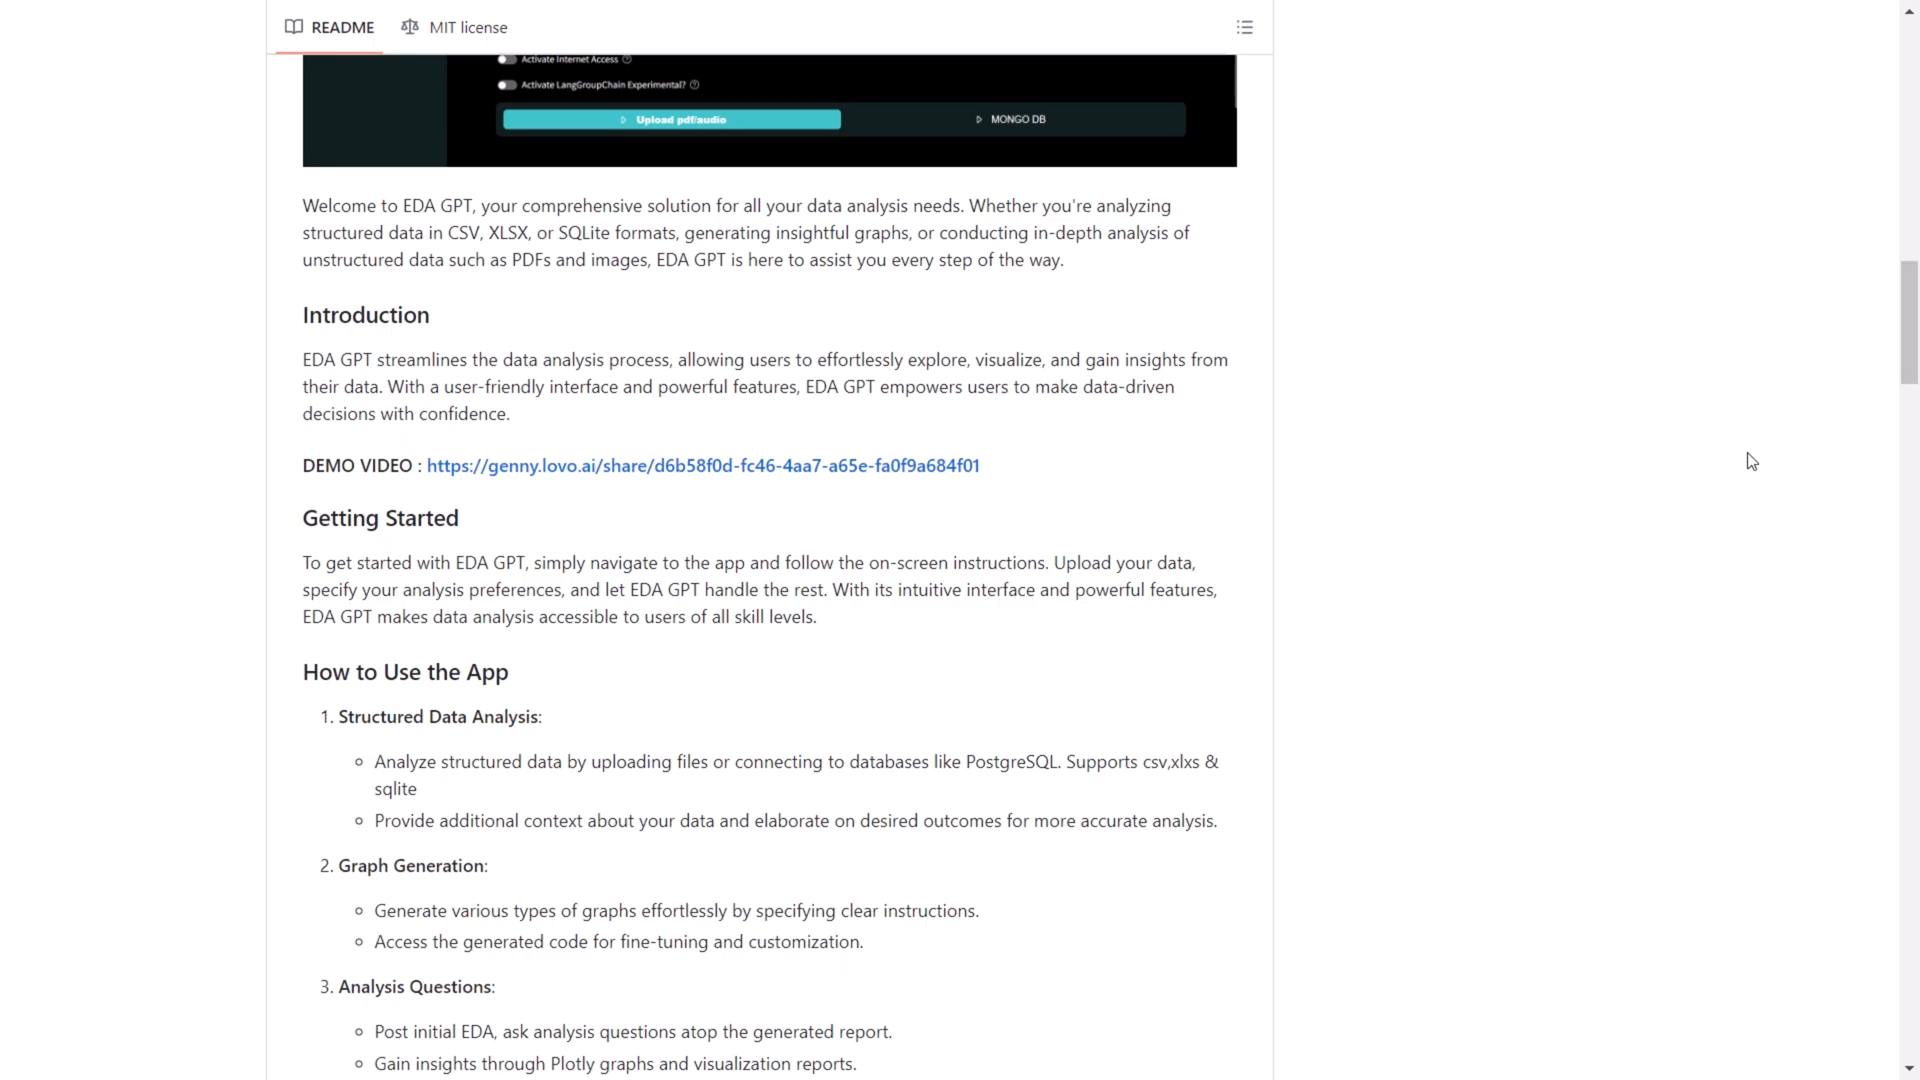 README MIT license
Activate Internet Access
Activate LangGroupChain Experimental?
Upload pdf/audio MONGO DB
Welcome to EDA GPT, your comprehensive solution for all your data analysis needs. Whether you're analyzing
structured data in CSV, XLSX, or SQLite formats, generating insightful graphs, or conducting in-depth analysis of
unstructured data such as PDFs and images, EDA GPT is here to assist you every step of the way.
Introduction
EDA GPT streamlines the data analysis process, allowing users to effortlessly explore, visualize, and gain insights from
their data. With a user-friendly interface and powerful features, EDA GPT empowers users to make data-driven
decisions with confidence.
DEMO VIDEO : https://genny.lovo.ai/share/d6b58f0d-fc46-4aa7-a65e-fa0f9a684f01
Getting Started
To get started with EDA GPT, simply navigate to the app and follow the on-screen instructions. Upload your data,
specify your analysis preferences, and let EDA GPT handle the rest. With its intuitive interface and powerful features,
EDA GPT makes data analysis accessible to users of all skill levels.
How to Use the App
1. Structured Data Analysis:
Analyze structured data by uploading files or connecting to databases like PostgreSQL. Supports csv,xlxs &
sqlite
Provide additional context about your data and elaborate on desired outcomes for more accurate analysis.
2. Graph Generation:
Generate various types of graphs effortlessly by specifying clear instructions.
Access the generated code for fine-tuning and customization.
3. Analysis Questions:
Post initial EDA, ask analysis questions atop the generated report.
Gain insights through Plotly graphs and visualization reports.